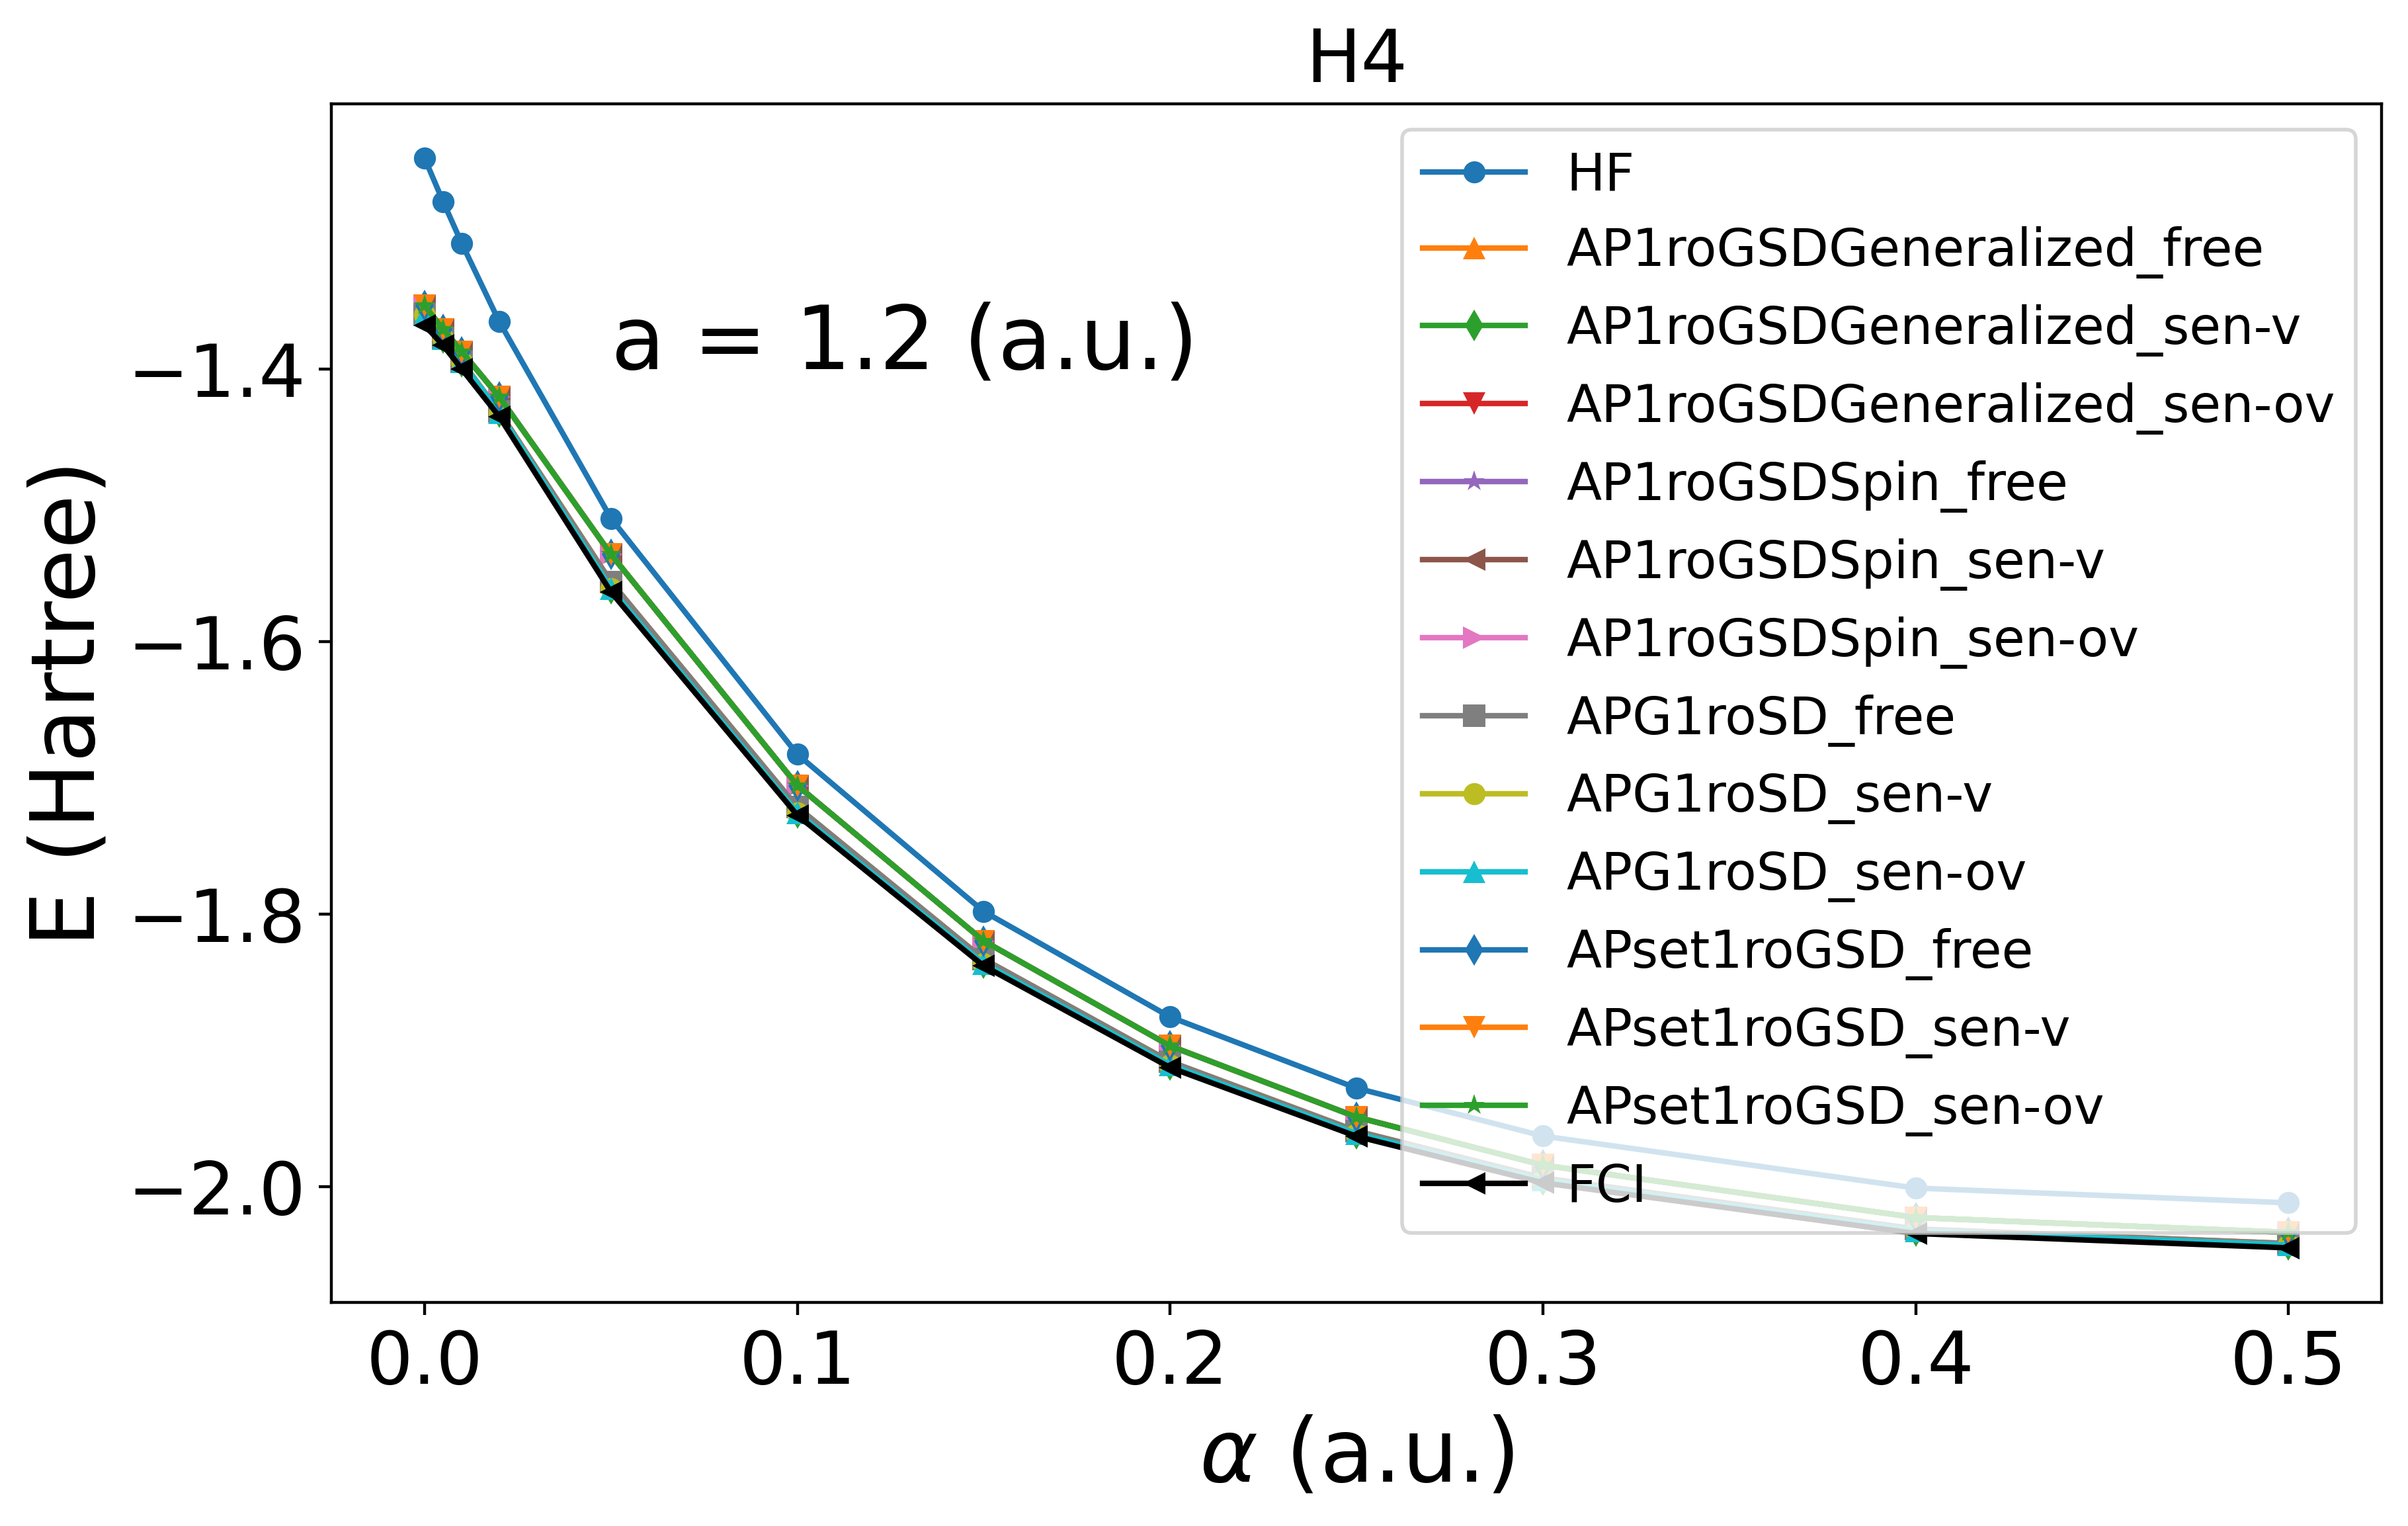 H4
a = 1.2 (a.u.)
HF
AP1roGSDGeneralized_free
AP1roGSDGeneralized_sen-v
AP1roGSDGeneralized_sen-ov
AP1roGSDSpin_free
AP1roGSDSpin_sen-v
AP1roGSDSpin_sen-ov
APG1roSD_free
APG1roSD_sen-v
APG1roSD_sen-ov
APset1roGSD_free
APset1roGSD_sen-v
APset1roGSD_sen-ov
FCI
E (Hartree)
−1.4
−1.6
−1.8
−2.0
0.0 0.1 0.2 0.3 0.4 0.5
α (a.u.)